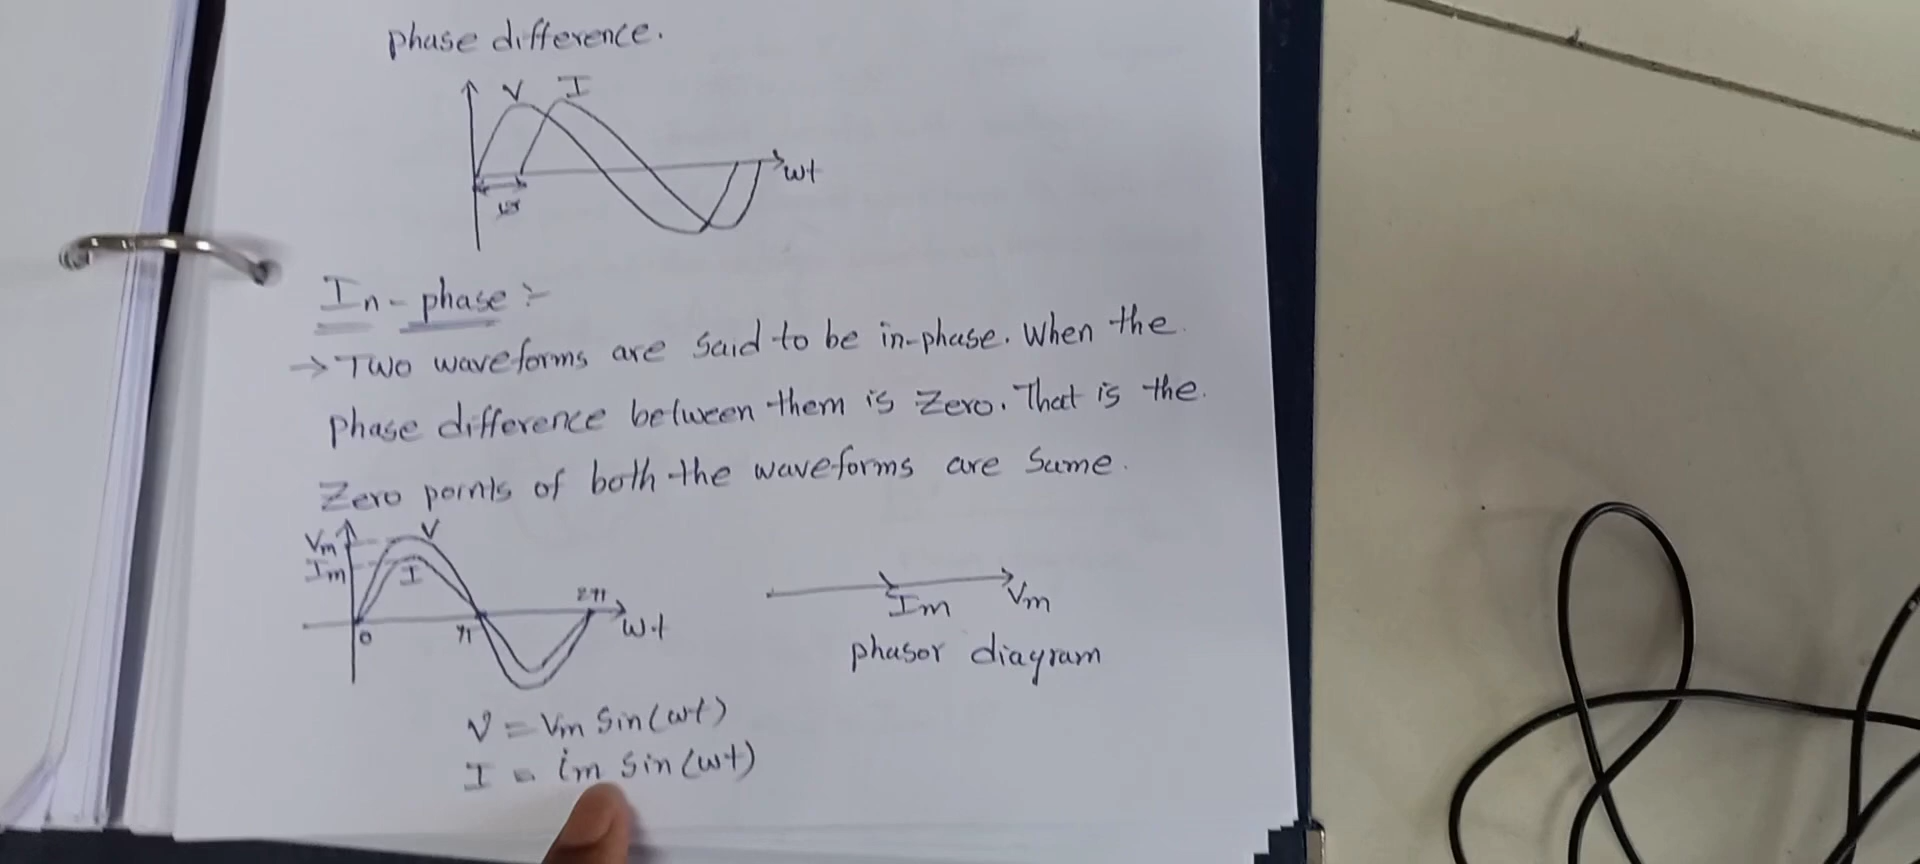 phase difference.
V I
wt
In-phase :-
→ Two waveforms are said to be in-phase. When the
phase difference between them is zero. That is the
Zero points of both the waveforms are same.
Vm V
Im I
0 π 2π wt
Im Vm
phasor diagram
V = Vm Sin(wt)
I = im Sin(wt)